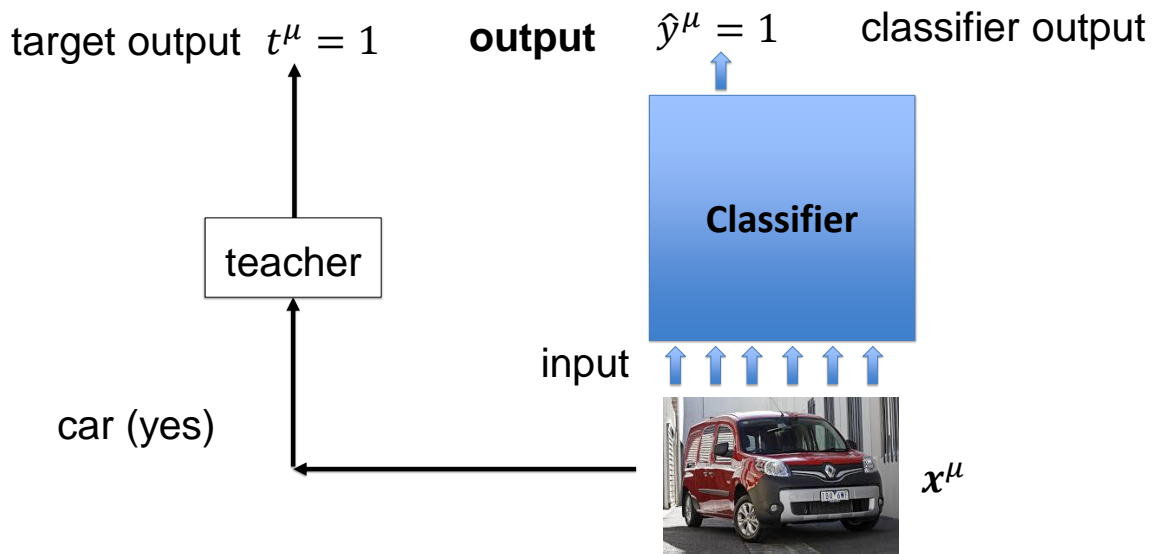 target output t^μ = 1 output ŷ^μ = 1 classifier output
Classifier
teacher
input
car (yes)
x^μ